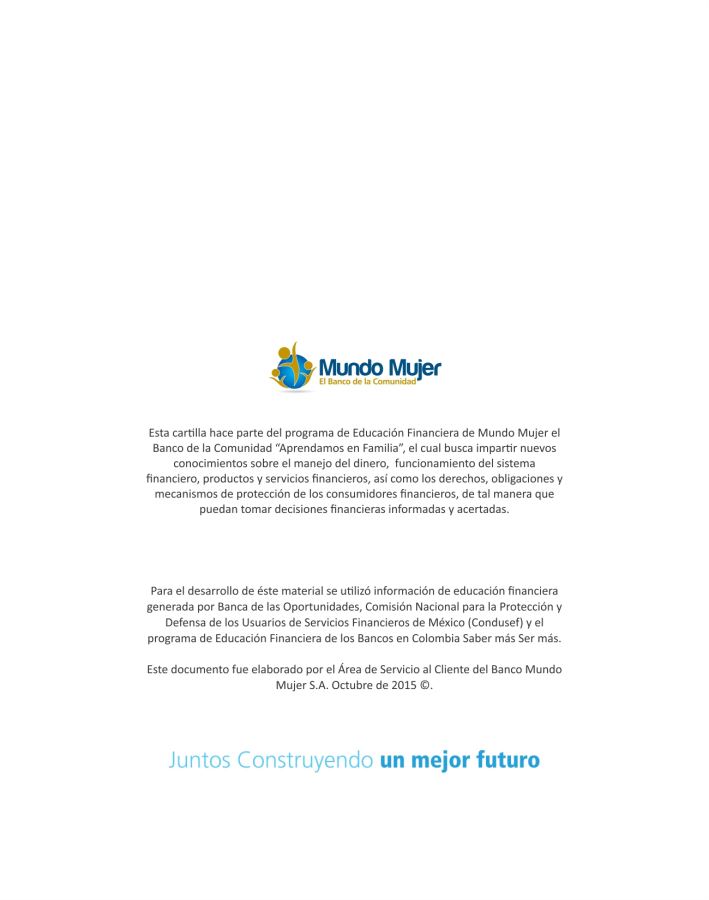 Mundo Mujer
El Banco de la Comunidad
Esta cartilla hace parte del programa de Educación Financiera de Mundo Mujer el
Banco de la Comunidad “Aprendamos en Familia”, el cual busca impartir nuevos
conocimientos sobre el manejo del dinero, funcionamiento del sistema
financiero, productos y servicios financieros, así como los derechos, obligaciones y
mecanismos de protección de los consumidores financieros, de tal manera que
puedan tomar decisiones financieras informadas y acertadas.
Para el desarrollo de éste material se utilizó información de educación financiera
generada por Banca de las Oportunidades, Comisión Nacional para la Protección y
Defensa de los Usuarios de Servicios Financieros de México (Condusef) y el
programa de Educación Financiera de los Bancos en Colombia Saber más Ser más.
Este documento fue elaborado por el Área de Servicio al Cliente del Banco Mundo
Mujer S.A. Octubre de 2015 ©.
Juntos Construyendo un mejor futuro